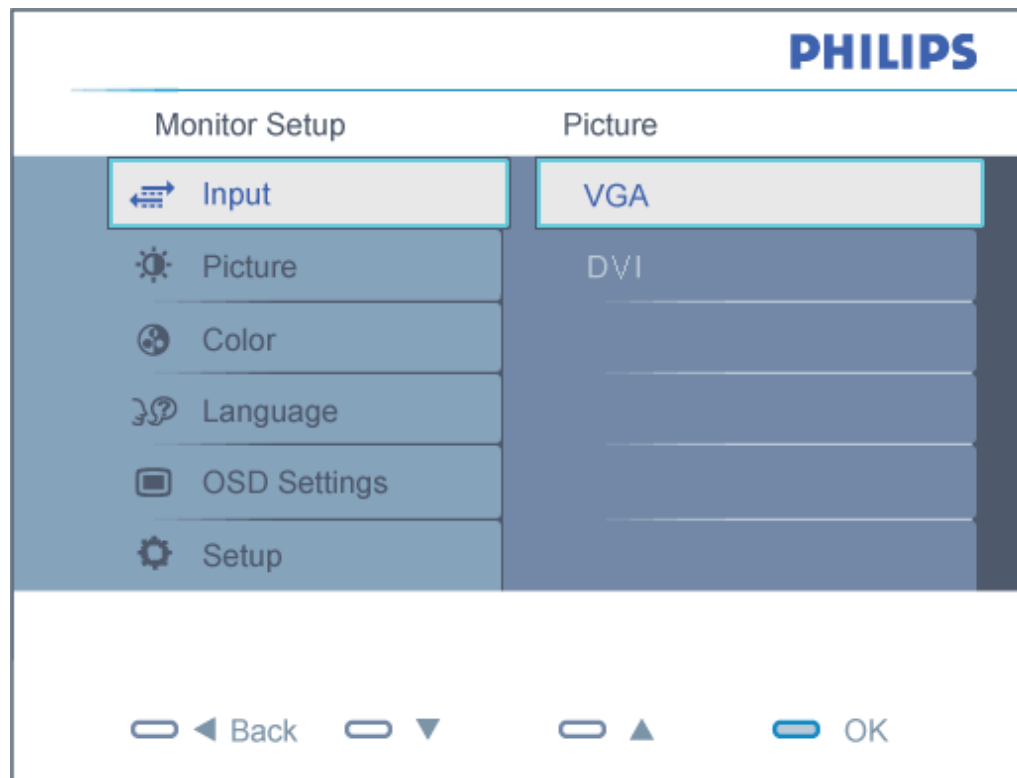 PHILIPS
Monitor Setup
Picture
Input
VGA
Picture
DVI
Color
Language
OSD Settings
Setup
Back
OK